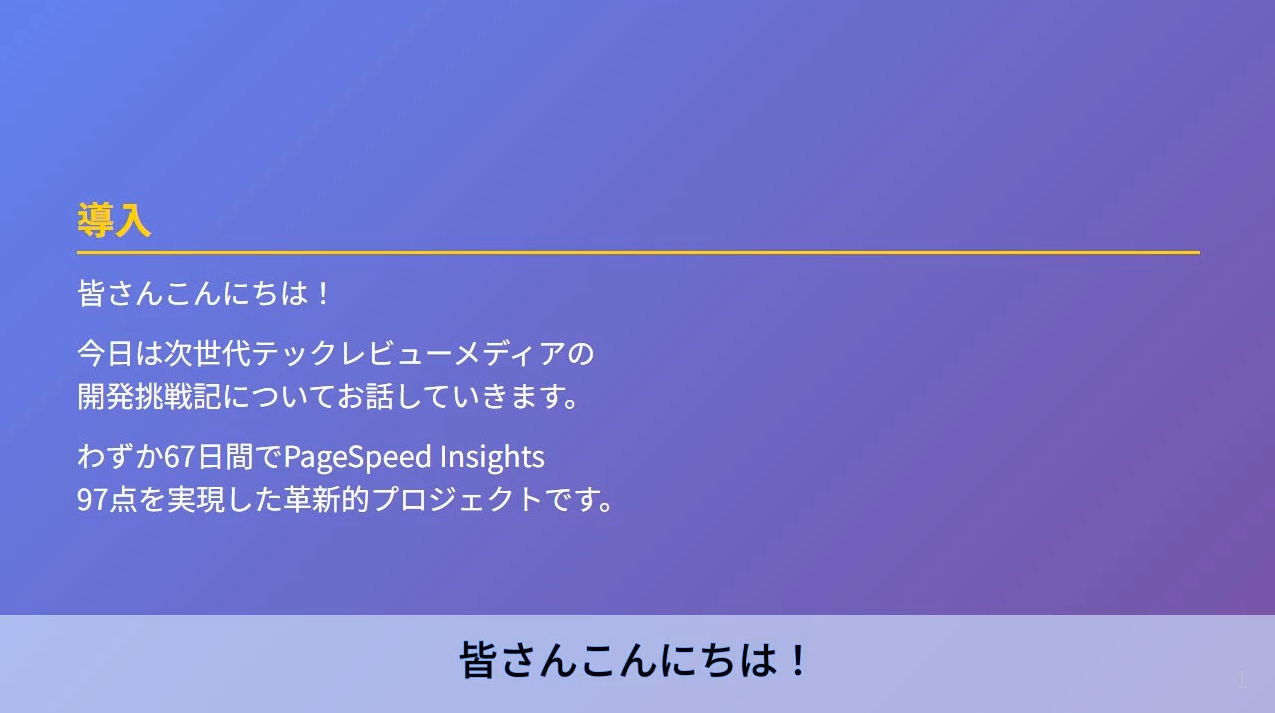 導入
皆さんこんにちは！
今日は次世代テックレビューメディアの
開発挑戦記についてお話していきます。
わずか67日間でPageSpeed Insights
97点を実現した革新的プロジェクトです。
皆さんこんにちは！
1